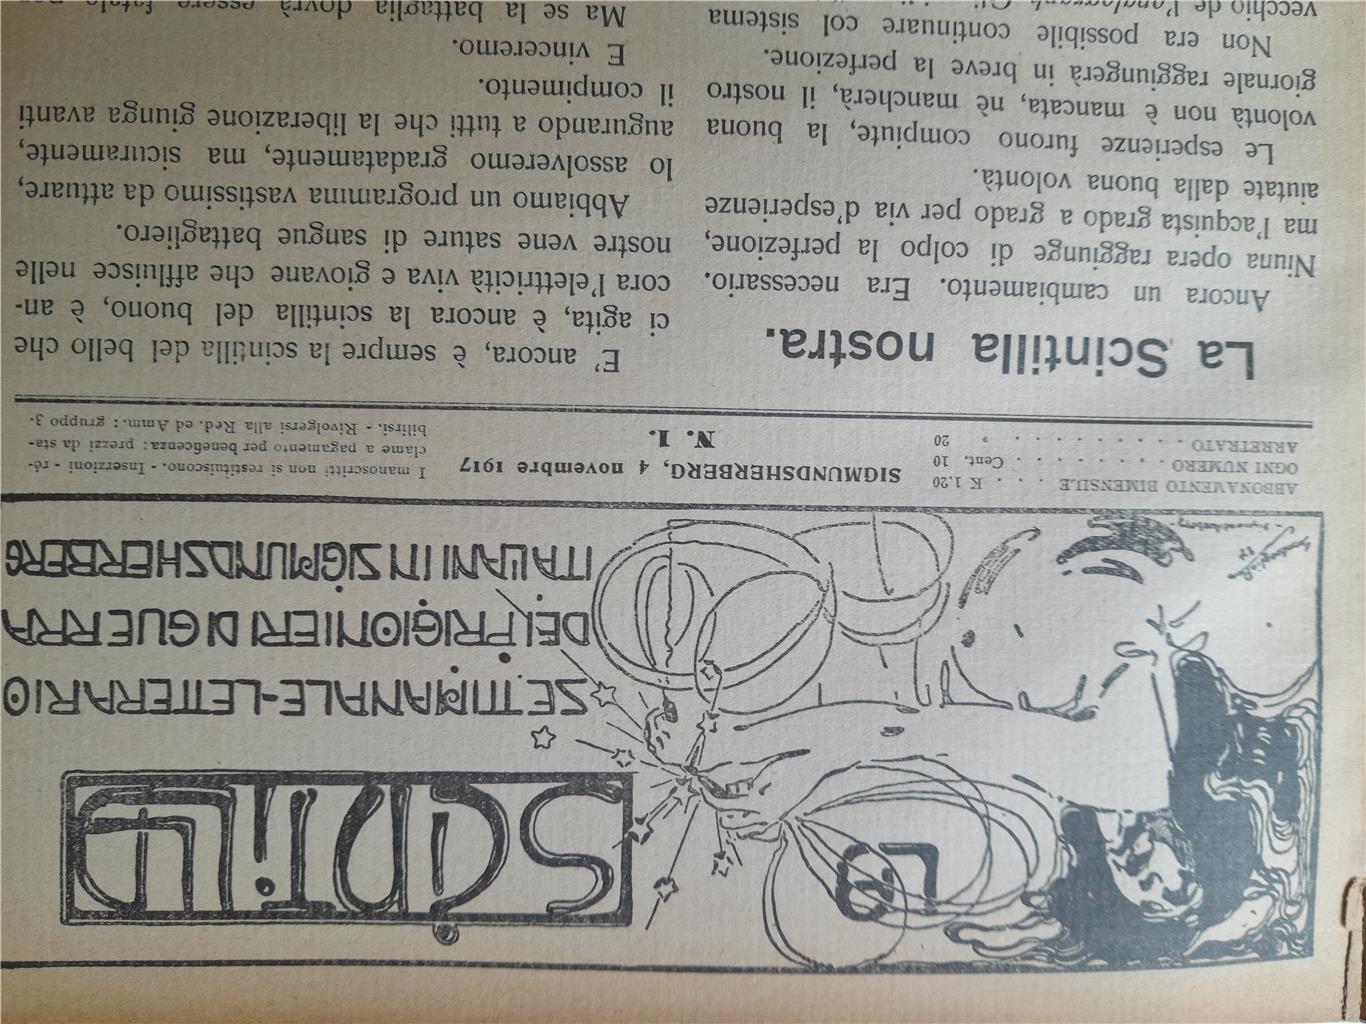 La
Scintilla
SETTIMANALE-LETTERARIO
DEI PRIGIONIERI DI GUERRA
ITALIANI IN SIGMUNDSHERBERG
ABBONAMENTO BIMENSILE . . . K 1,20
OGNI NUMERO . . . . . . . . Cent. 10
ARRETRATO . . . . . . . . . . » 20
SIGMUNDSHERBERG, 4 novembre 1917
N. 1.
I manoscritti non si restituiscono. - Inserzioni - ré-
clame a pagamento per beneficenza: prezzi da sta-
bilirsi. - Rivolgersi alla Red. ed Amm.: gruppo 3.
La Scintilla nostra.
Ancora un cambiamento. Era necessario.
Niuna opera raggiunge di colpo la perfezione,
ma l'acquista grado a grado per via d'esperienze
aiutate dalla buona volontà.
Le esperienze furono compiute, la buona
volontà non è mancata, nè mancherà, il nostro
giornale raggiungerà in breve la perfezione.
Non era possibile continuare col sistema
vecchio de
E' ancora, è sempre la scintilla del bello che
ci agita, è ancora la scintilla del buono, è an-
cora l'elettricità viva e giovane che affluisce nelle
nostre vene sature di sangue battagliero.
Abbiamo un programma vastissimo da attuare,
lo assolveremo gradatamente, ma sicuramente,
augurando a tutti che la liberazione giunga avanti
il compimento.
E vinceremo.
Ma se la battaglia dovrà essere